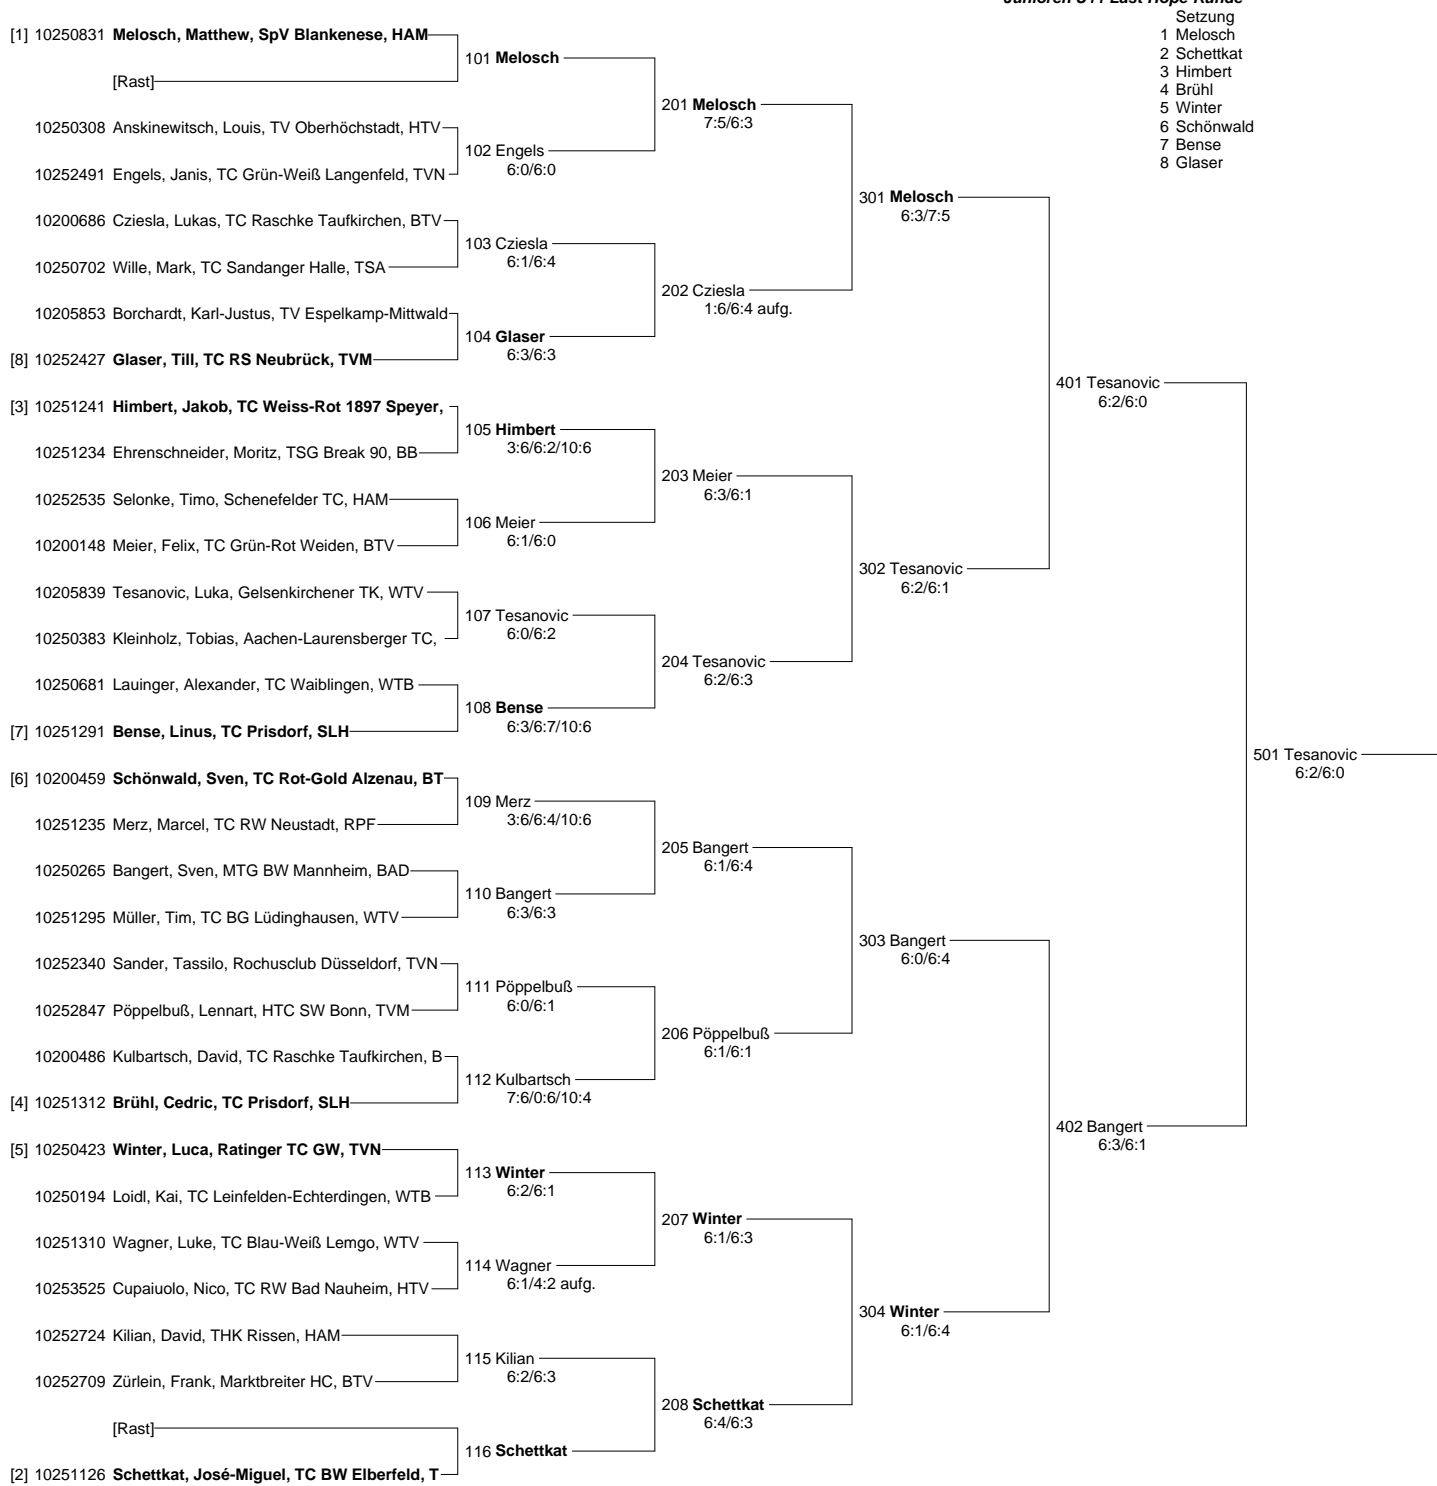 Setzung
1 Melosch
2 Schettkat
3 Himbert
4 Brühl
5 Winter
6 Schönwald
7 Bense
8 Glaser
[1] 10250831 Melosch, Matthew, SpV Blankenese, HAM
[Rast]
10250308 Anskinewitsch, Louis, TV Oberhöchstadt, HTV
10252491 Engels, Janis, TC Grün-Weiß Langenfeld, TVN
10200686 Cziesla, Lukas, TC Raschke Taufkirchen, BTV
10250702 Wille, Mark, TC Sandanger Halle, TSA
10205853 Borchardt, Karl-Justus, TV Espelkamp-Mittwald
[8] 10252427 Glaser, Till, TC RS Neubrück, TVM
[3] 10251241 Himbert, Jakob, TC Weiss-Rot 1897 Speyer,
10251234 Ehrenschneider, Moritz, TSG Break 90, BB
10252535 Selonke, Timo, Schenefelder TC, HAM
10200148 Meier, Felix, TC Grün-Rot Weiden, BTV
10205839 Tesanovic, Luka, Gelsenkirchener TK, WTV
10250383 Kleinholz, Tobias, Aachen-Laurensberger TC,
10250681 Lauinger, Alexander, TC Waiblingen, WTB
[7] 10251291 Bense, Linus, TC Prisdorf, SLH
[6] 10200459 Schönwald, Sven, TC Rot-Gold Alzenau, BT
10251235 Merz, Marcel, TC RW Neustadt, RPF
10250265 Bangert, Sven, MTG BW Mannheim, BAD
10251295 Müller, Tim, TC BG Lüdinghausen, WTV
10252340 Sander, Tassilo, Rochusclub Düsseldorf, TVN
10252847 Pöppelbuß, Lennart, HTC SW Bonn, TVM
10200486 Kulbartsch, David, TC Raschke Taufkirchen, B
[4] 10251312 Brühl, Cedric, TC Prisdorf, SLH
[5] 10250423 Winter, Luca, Ratinger TC GW, TVN
10250194 Loidl, Kai, TC Leinfelden-Echterdingen, WTB
10251310 Wagner, Luke, TC Blau-Weiß Lemgo, WTV
10253525 Cupaiuolo, Nico, TC RW Bad Nauheim, HTV
10252724 Kilian, David, THK Rissen, HAM
10252709 Zürlein, Frank, Marktbreiter HC, BTV
[Rast]
[2] 10251126 Schettkat, José-Miguel, TC BW Elberfeld, T
101 Melosch
102 Engels
6:0/6:0
103 Cziesla
6:1/6:4
104 Glaser
6:3/6:3
105 Himbert
3:6/6:2/10:6
106 Meier
6:1/6:0
107 Tesanovic
6:0/6:2
108 Bense
6:3/6:7/10:6
109 Merz
3:6/6:4/10:6
110 Bangert
6:3/6:3
111 Pöppelbuß
6:0/6:1
112 Kulbartsch
7:6/0:6/10:4
113 Winter
6:2/6:1
114 Wagner
6:1/4:2 aufg.
115 Kilian
6:2/6:3
116 Schettkat
201 Melosch
7:5/6:3
202 Cziesla
1:6/6:4 aufg.
203 Meier
6:3/6:1
204 Tesanovic
6:2/6:3
205 Bangert
6:1/6:4
206 Pöppelbuß
6:1/6:1
207 Winter
6:1/6:3
208 Schettkat
6:4/6:3
301 Melosch
6:3/7:5
302 Tesanovic
6:2/6:1
303 Bangert
6:0/6:4
304 Winter
6:1/6:4
401 Tesanovic
6:2/6:0
402 Bangert
6:3/6:1
501 Tesanovic
6:2/6:0